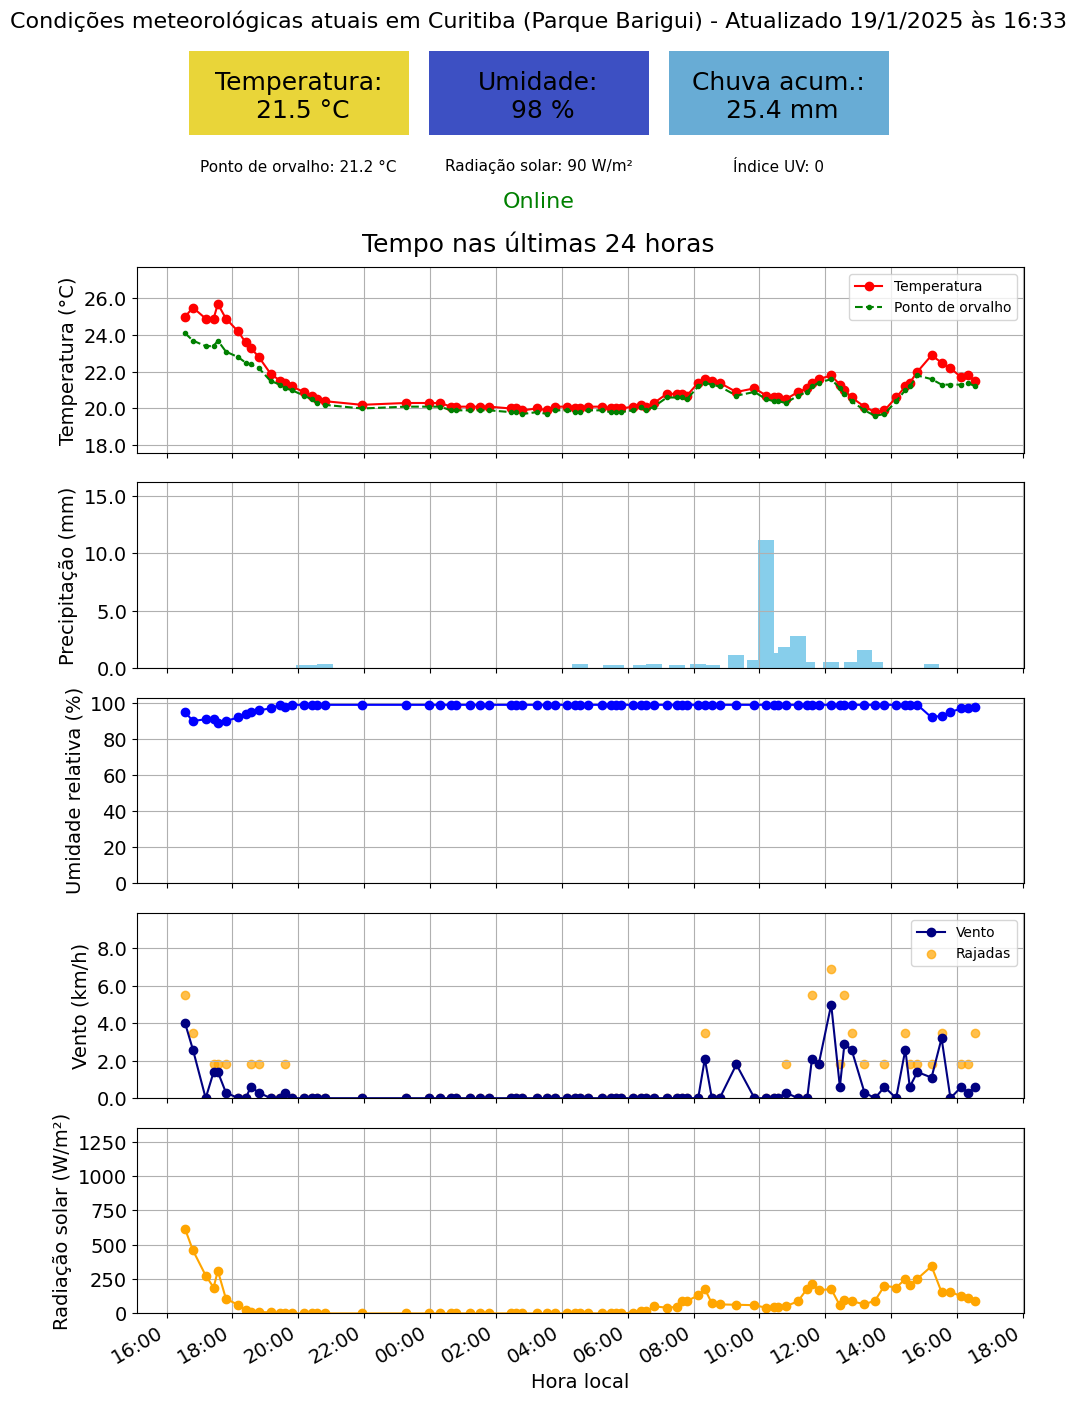 Condições meteorológicas atuais em Curitiba (Parque Barigui) - Atualizado 19/1/2025 às 16:33
Temperatura:
21.5 °C
Umidade:
98 %
Chuva acum.:
25.4 mm
Ponto de orvalho: 21.2 °C
Radiação solar: 90 W/m²
Índice UV: 0
Online
Tempo nas últimas 24 horas
Temperatura (°C)
26.0
24.0
22.0
20.0
18.0
Temperatura
Ponto de orvalho
Precipitação (mm)
15.0
10.0
5.0
0.0
Umidade relativa (%)
100
80
60
40
20
0
Vento (km/h)
8.0
6.0
4.0
2.0
0.0
Vento
Rajadas
Radiação solar (W/m²)
1250
1000
750
500
250
0
16:00
18:00
20:00
22:00
00:00
02:00
04:00
06:00
08:00
10:00
12:00
14:00
16:00
18:00
Hora local